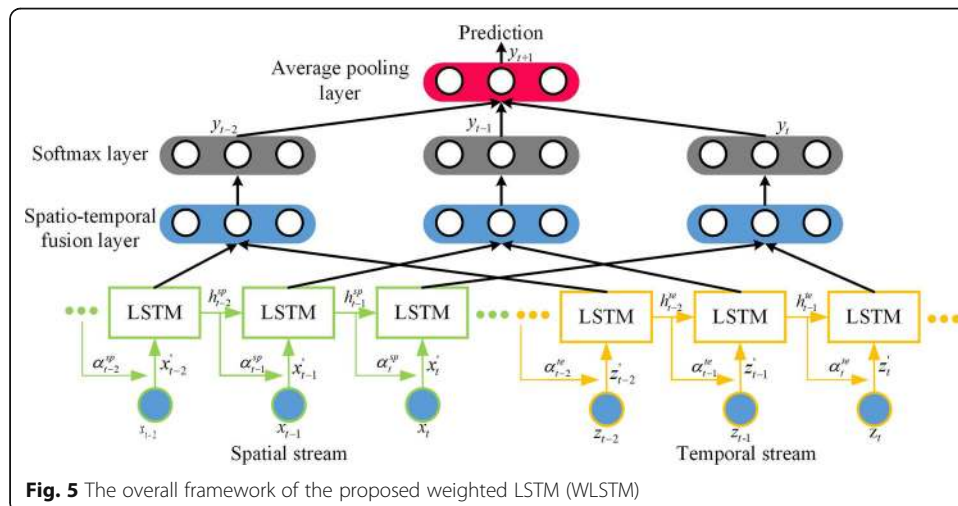 Prediction
y_{t+1}
Average pooling
layer
y_{t-2} y_{t-1} y_t
Softmax layer
Spatio-temporal
fusion layer
h^{sp}_{t-2} h^{sp}_{t-1} h^{te}_{t-2} h^{te}_{t-1}
LSTM LSTM LSTM LSTM LSTM LSTM
α^{sp}_{t-2} x'_{t-2} α^{sp}_{t-1} x'_{t-1} α^{sp}_t x'_t α^{te}_{t-2} z'_{t-2} α^{te}_{t-1} z'_{t-1} α^{te}_t z'_t
x_{t-2} x_{t-1} x_t z_{t-2} z_{t-1} z_t
Spatial stream Temporal stream
Fig. 5 The overall framework of the proposed weighted LSTM (WLSTM)